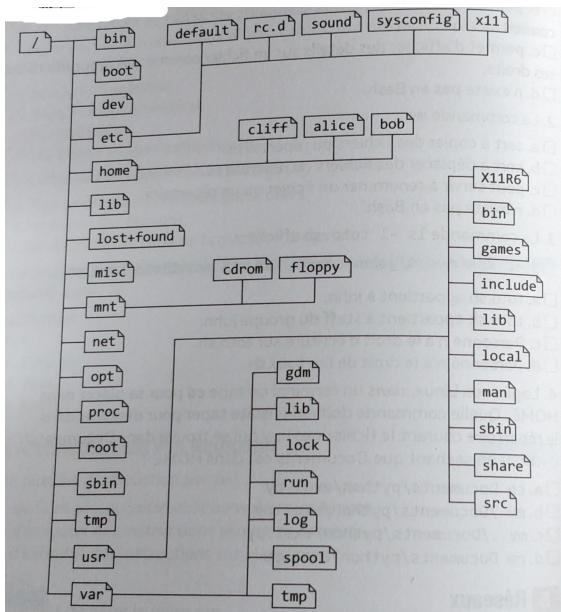 /
bin
boot
dev
etc
home
lib
lost+found
misc
mnt
net
opt
proc
root
sbin
tmp
usr
var
default
rc.d
sound
sysconfig
x11
cliff
alice
bob
cdrom
floppy
gdm
lib
lock
run
log
spool
tmp
X11R6
bin
games
include
lib
local
man
sbin
share
src